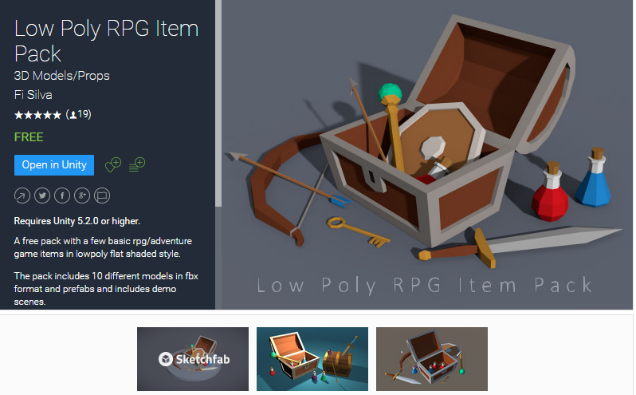 Low Poly RPG Item
Pack
3D Models/Props
Fi Silva
★★★★★ (19)
FREE
Open in Unity
Requires Unity 5.2.0 or higher.
A free pack with a few basic rpg/adventure
game items in lowpoly flat shaded style.
The pack includes 10 different models in fbx
format and prefabs and includes demo
scenes.
Low Poly RPG Item Pack
Sketchfab